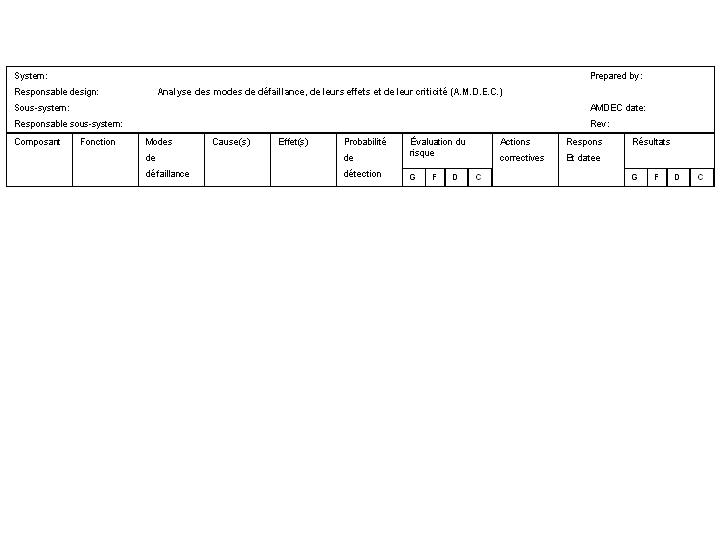 System: Prepared by:
Responsable design: Analyse des modes de défaillance, de leurs effets et de leur criticité (A.M.D.E.C.)
Sous-system: AMDEC date:
Responsable sous-system: Rev:
Composant Fonction Modes de défaillance Cause(s) Effet(s) Probabilité de détection Évaluation du risque Actions correctives Respons Et datee Résultats
G F D C G F D C